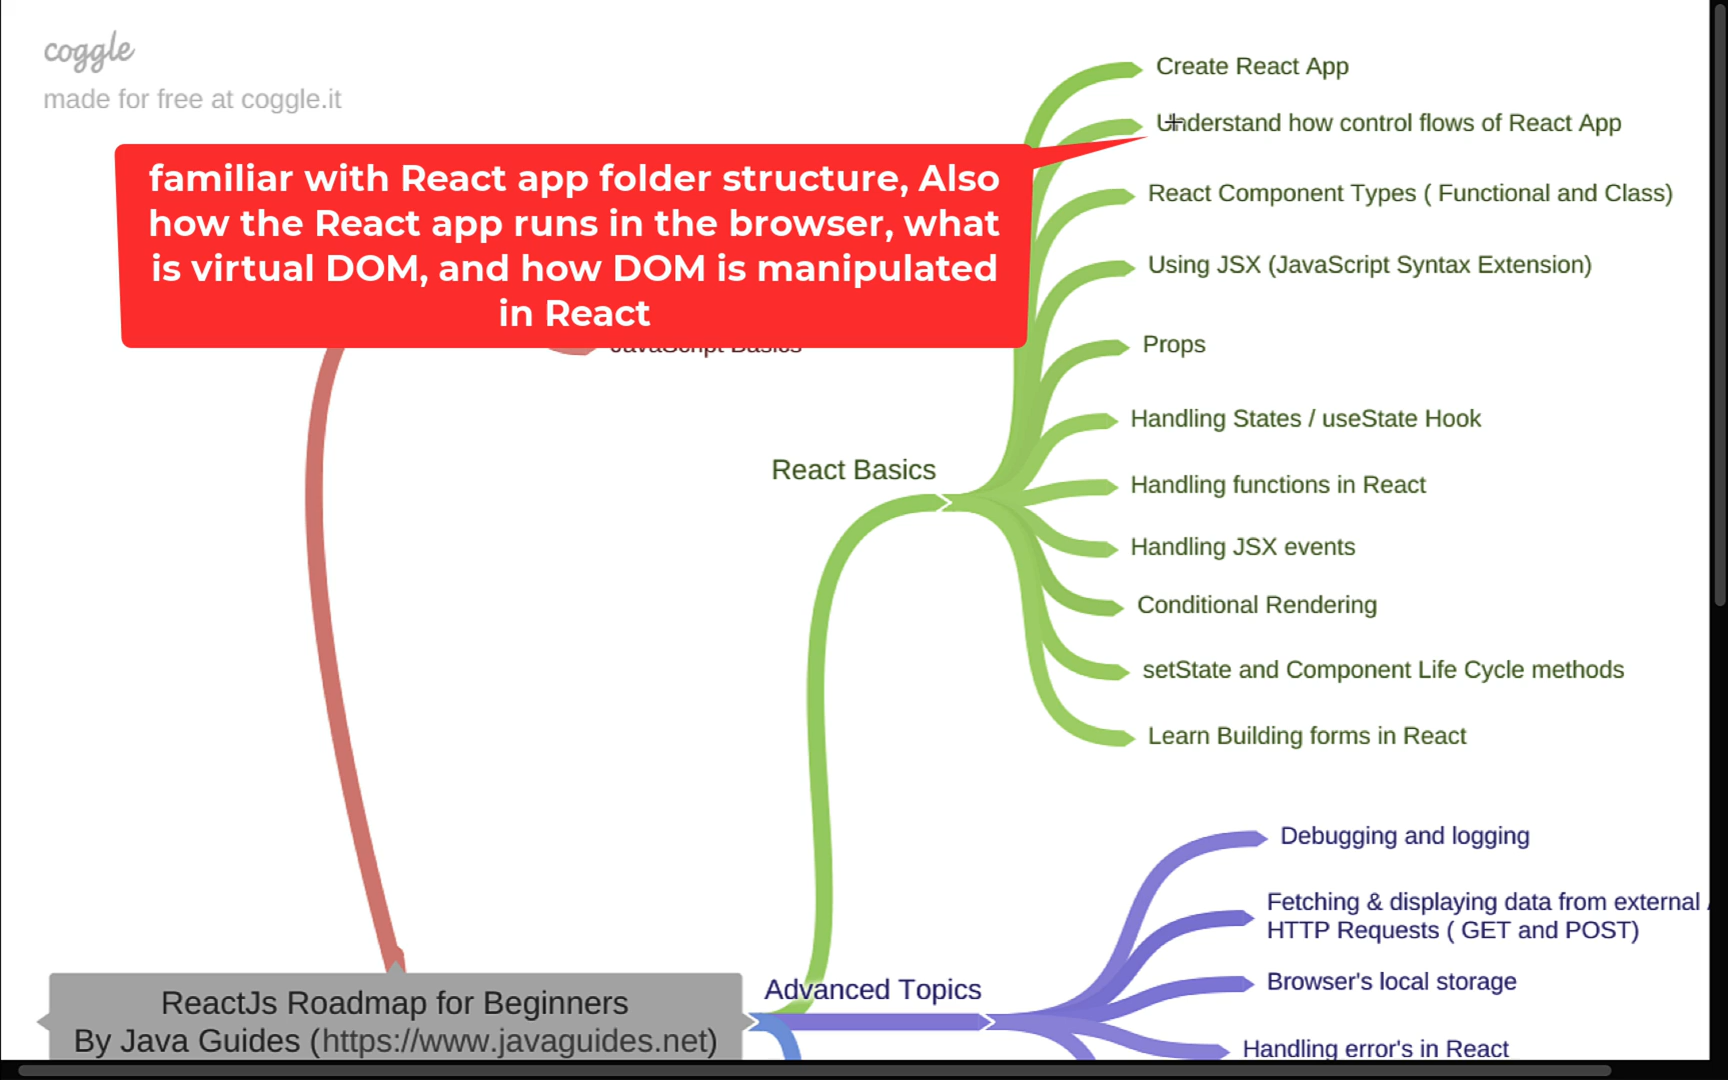 coggle
made for free at coggle.it
familiar with React app folder structure, Also
how the React app runs in the browser, what
is virtual DOM, and how DOM is manipulated
in React
JavaScript Basics
React Basics
Create React App
Understand how control flows of React App
React Component Types ( Functional and Class)
Using JSX (JavaScript Syntax Extension)
Props
Handling States / useState Hook
Handling functions in React
Handling JSX events
Conditional Rendering
setState and Component Life Cycle methods
Learn Building forms in React
Advanced Topics
Debugging and logging
Fetching & displaying data from external
HTTP Requests ( GET and POST)
Browser's local storage
Handling error's in React
ReactJs Roadmap for Beginners
By Java Guides (https://www.javaguides.net)